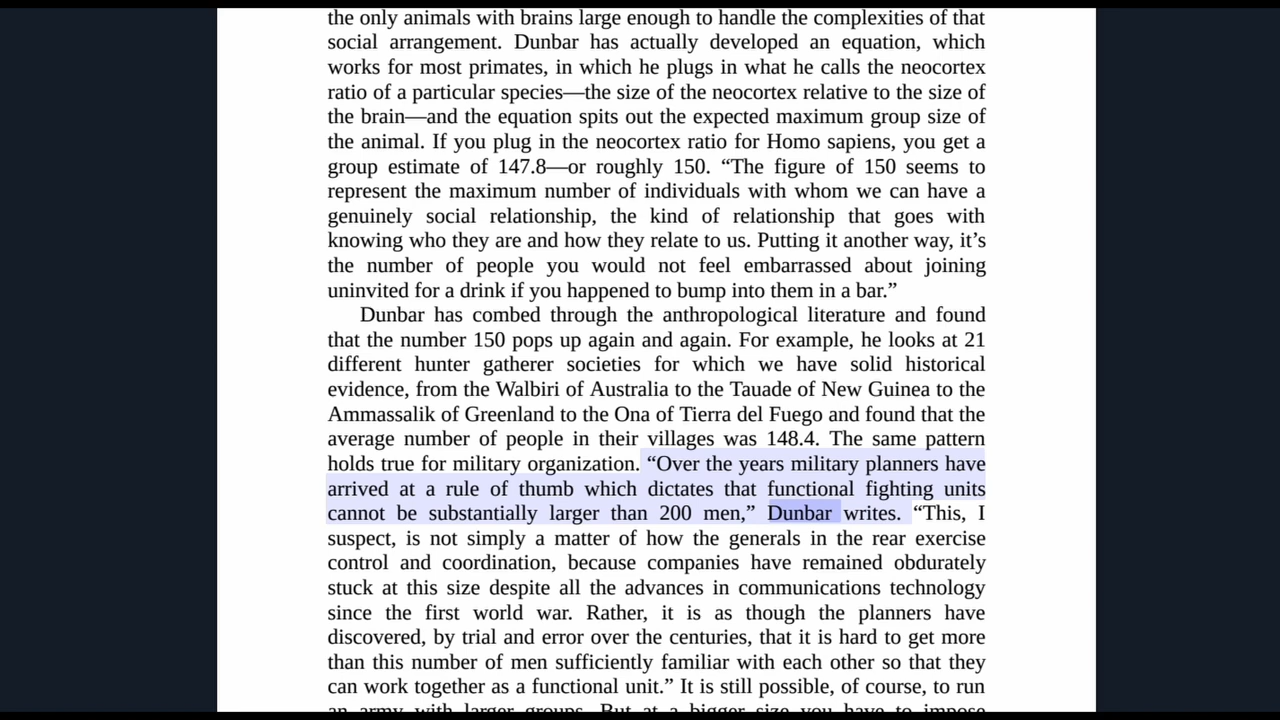 the only animals with brains large enough to handle the complexities of that
social arrangement. Dunbar has actually developed an equation, which
works for most primates, in which he plugs in what he calls the neocortex
ratio of a particular species—the size of the neocortex relative to the size of
the brain—and the equation spits out the expected maximum group size of
the animal. If you plug in the neocortex ratio for Homo sapiens, you get a
group estimate of 147.8—or roughly 150. “The figure of 150 seems to
represent the maximum number of individuals with whom we can have a
genuinely social relationship, the kind of relationship that goes with
knowing who they are and how they relate to us. Putting it another way, it’s
the number of people you would not feel embarrassed about joining
uninvited for a drink if you happened to bump into them in a bar.”
Dunbar has combed through the anthropological literature and found
that the number 150 pops up again and again. For example, he looks at 21
different hunter gatherer societies for which we have solid historical
evidence, from the Walbiri of Australia to the Tauade of New Guinea to the
Ammassalik of Greenland to the Ona of Tierra del Fuego and found that the
average number of people in their villages was 148.4. The same pattern
holds true for military organization. “Over the years military planners have
arrived at a rule of thumb which dictates that functional fighting units
cannot be substantially larger than 200 men,” Dunbar writes. “This, I
suspect, is not simply a matter of how the generals in the rear exercise
control and coordination, because companies have remained obdurately
stuck at this size despite all the advances in communications technology
since the first world war. Rather, it is as though the planners have
discovered, by trial and error over the centuries, that it is hard to get more
than this number of men sufficiently familiar with each other so that they
can work together as a functional unit.” It is still possible, of course, to run
an army with larger groups. But at a bigger size you have to impose